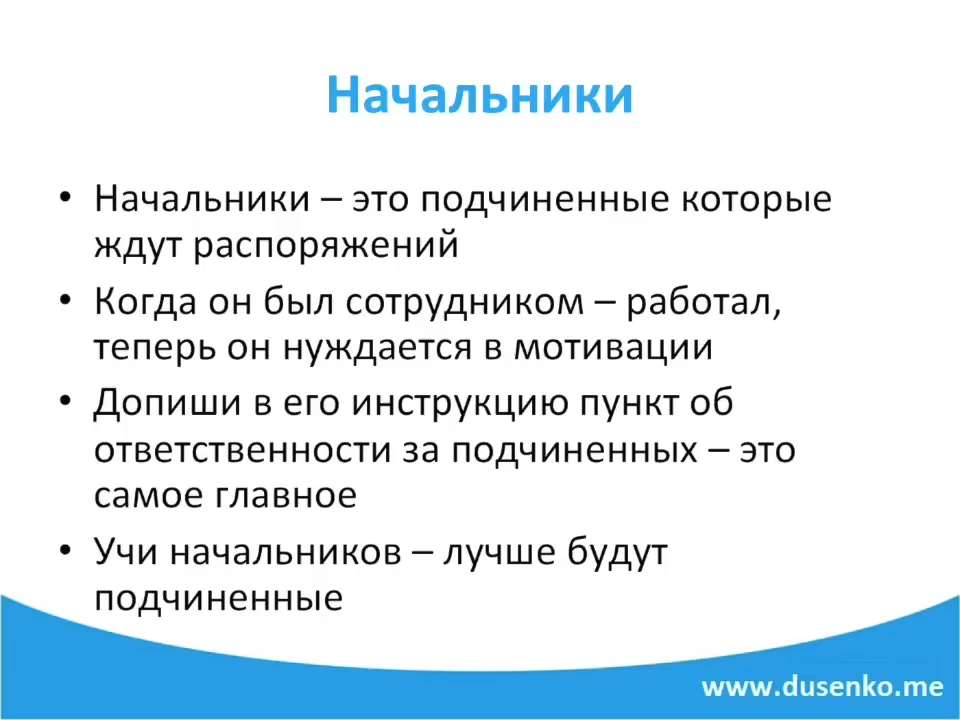 Начальники
• Начальники – это подчиненные которые
ждут распоряжений
• Когда он был сотрудником – работал,
теперь он нуждается в мотивации
• Допиши в его инструкцию пункт об
ответственности за подчиненных – это
самое главное
• Учи начальников – лучше будут
подчиненные
www.dusenko.me